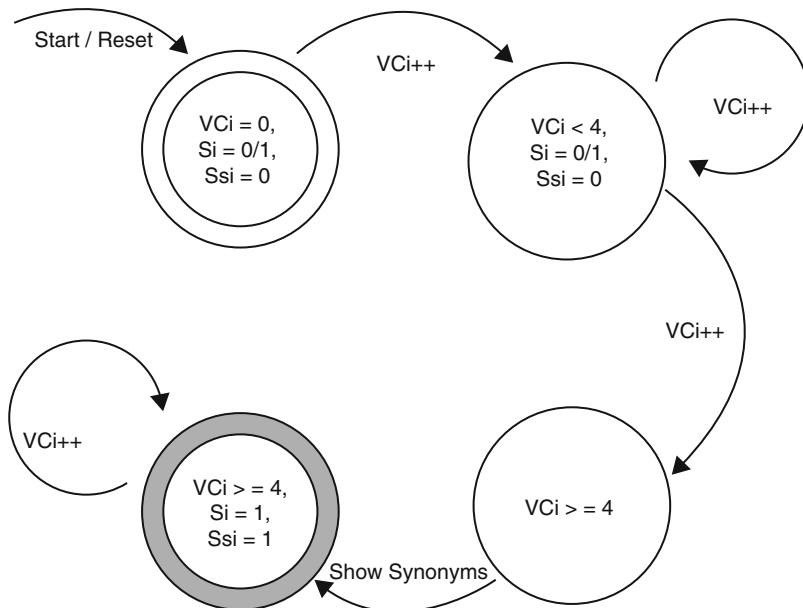 Start / Reset
VCi = 0,
Si = 0/1,
Ssi = 0
VCi++
VCi < 4,
Si = 0/1,
Ssi = 0
VCi++
VCi++
VCi > = 4
Show Synonyms
VCi > = 4,
Si = 1,
Ssi = 1
VCi++